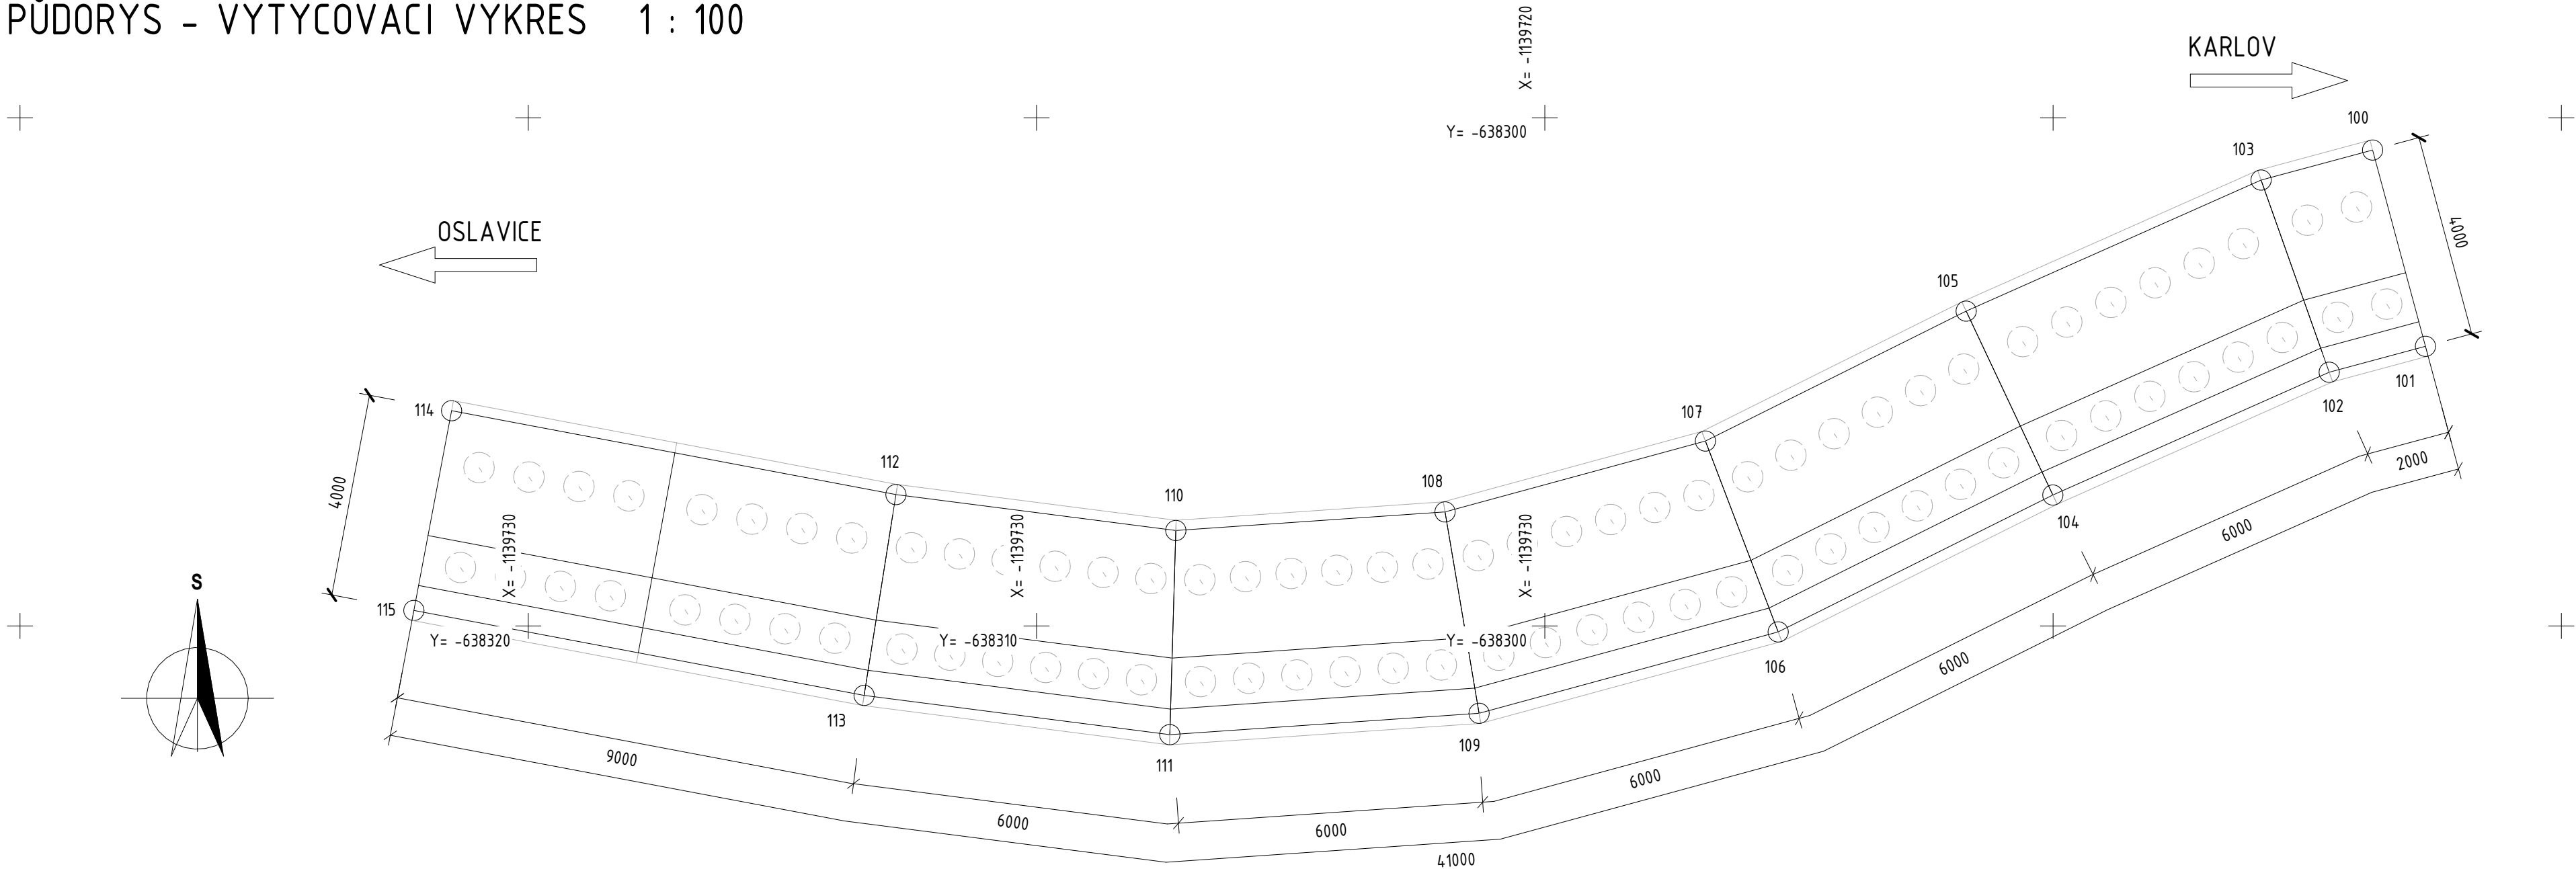 PŮDORYS - VYTYCOVACI VYKRES 1 : 100
X= -1139720
KARLOV
Y= -638300
100
103
OSLAVICE
4000
105
114
107
112
4000
108
110
102
101
X= -1139730
X= -1139730
X= -1139730
104
6000
2000
S
115
Y= -638320
Y= -638310
Y= -638300
106
6000
113
109
111
9000
6000
6000
6000
41000